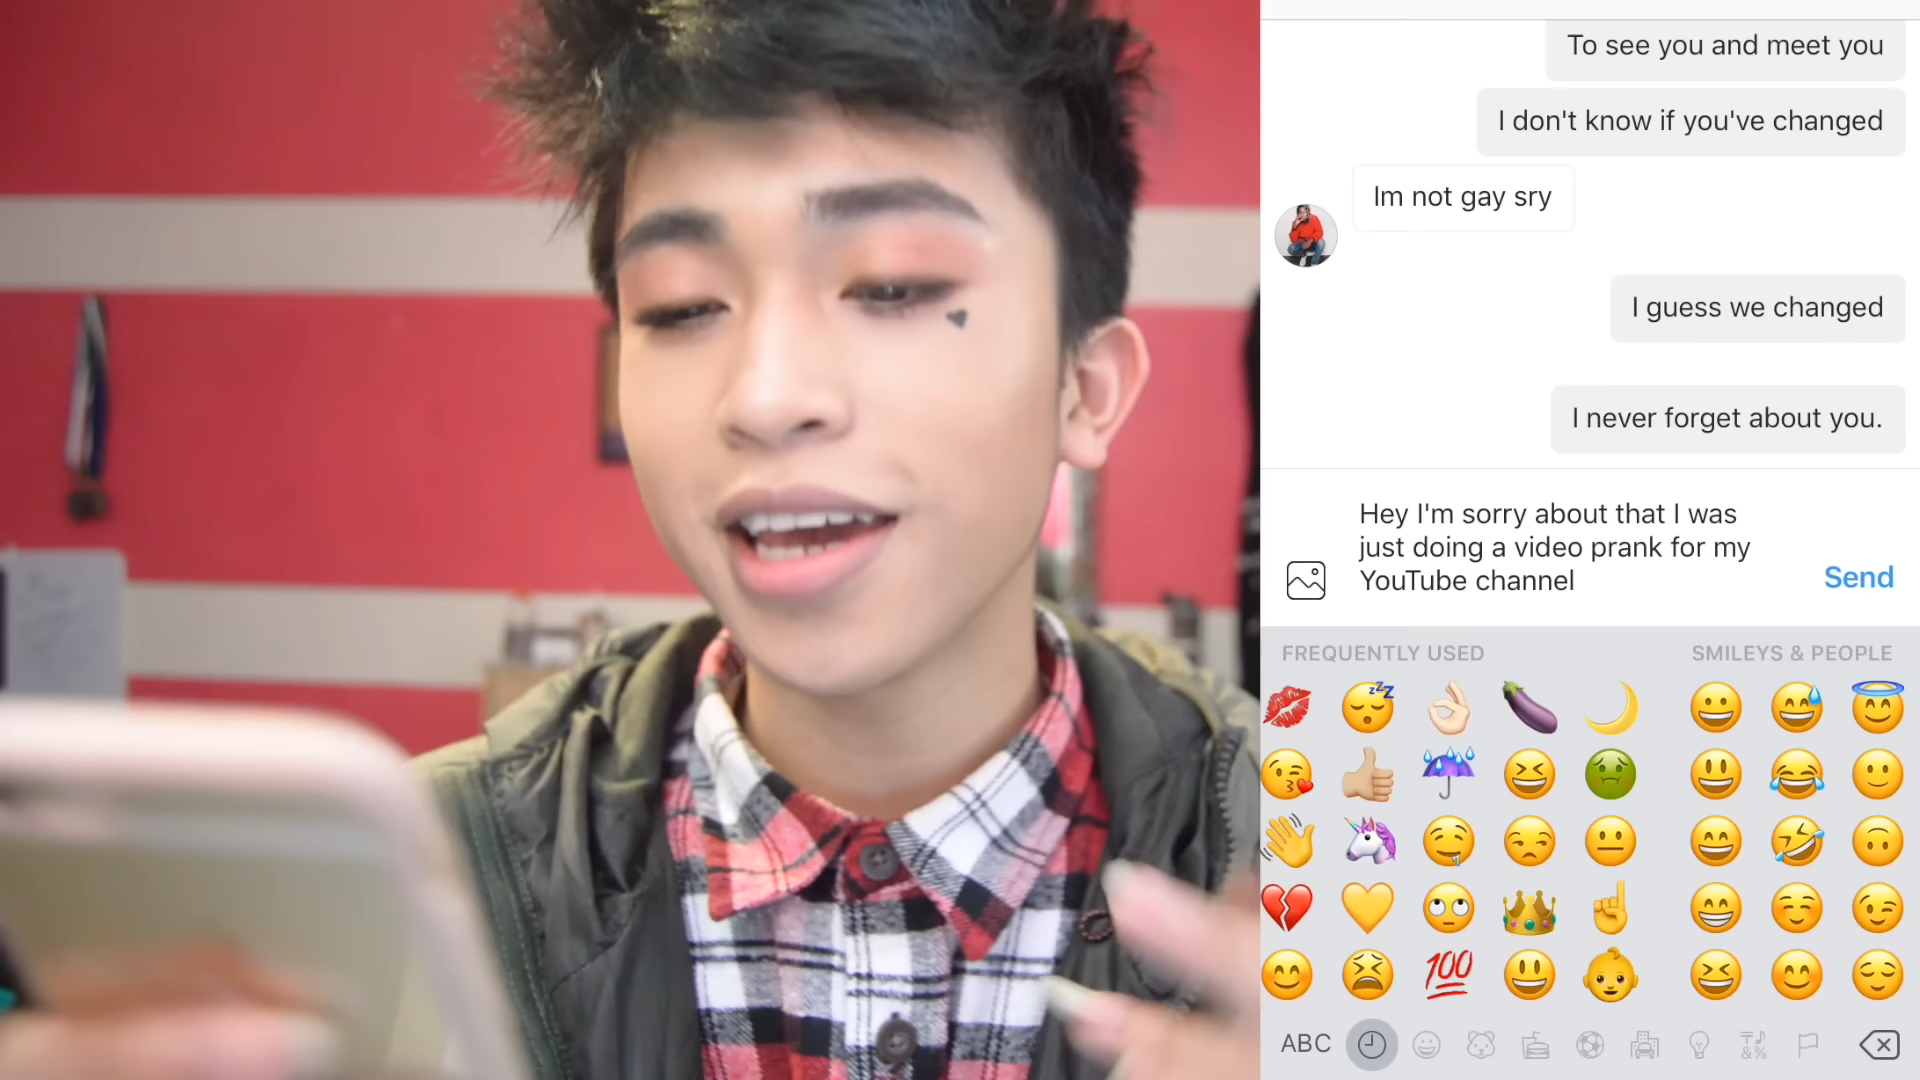 To see you and meet you
I don't know if you've changed
Im not gay sry
I guess we changed
I never forget about you.
Hey I'm sorry about that I was
just doing a video prank for my
YouTube channel
Send
FREQUENTLY USED
SMILEYS & PEOPLE
100
ABC